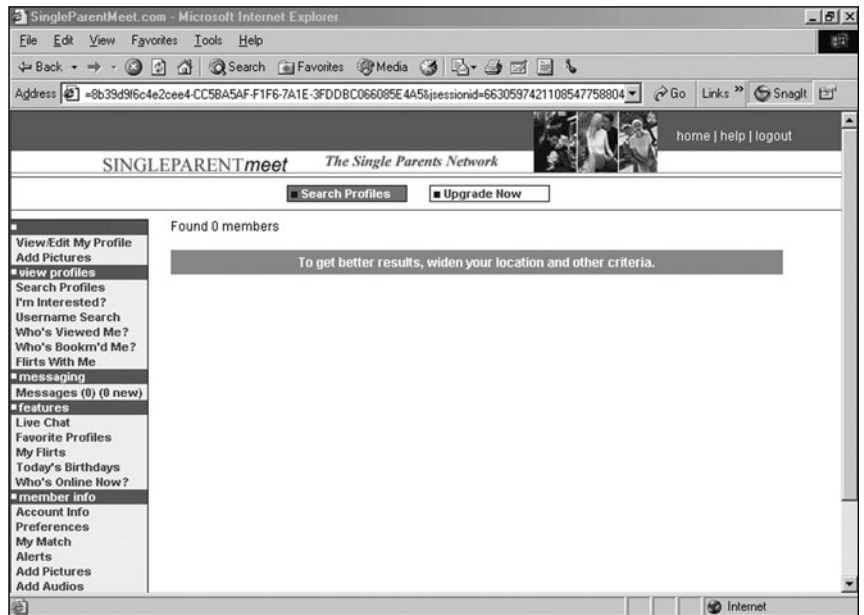 SingleParentMeet.com - Microsoft Internet Explorer
File Edit View Favorites Tools Help
Back Search Favorites Media
Address =8b39d9f6c4e2cee4-CC5BA5AF-F1F6-7A1E-3FDDBC066085E4A5&jsessionid=6630597421108547758804 Go Links » SnagIt
home | help | logout
SINGLEPARENTmeet The Single Parents Network
Search Profiles Upgrade Now
Found 0 members
To get better results, widen your location and other criteria.
View/Edit My Profile
Add Pictures
view profiles
Search Profiles
I'm Interested?
Username Search
Who's Viewed Me?
Who's Bookm'd Me?
Flirts With Me
messaging
Messages (0) (0 new)
features
Live Chat
Favorite Profiles
My Flirts
Today's Birthdays
Who's Online Now?
member info
Account Info
Preferences
My Match
Alerts
Add Pictures
Add Audios
Internet